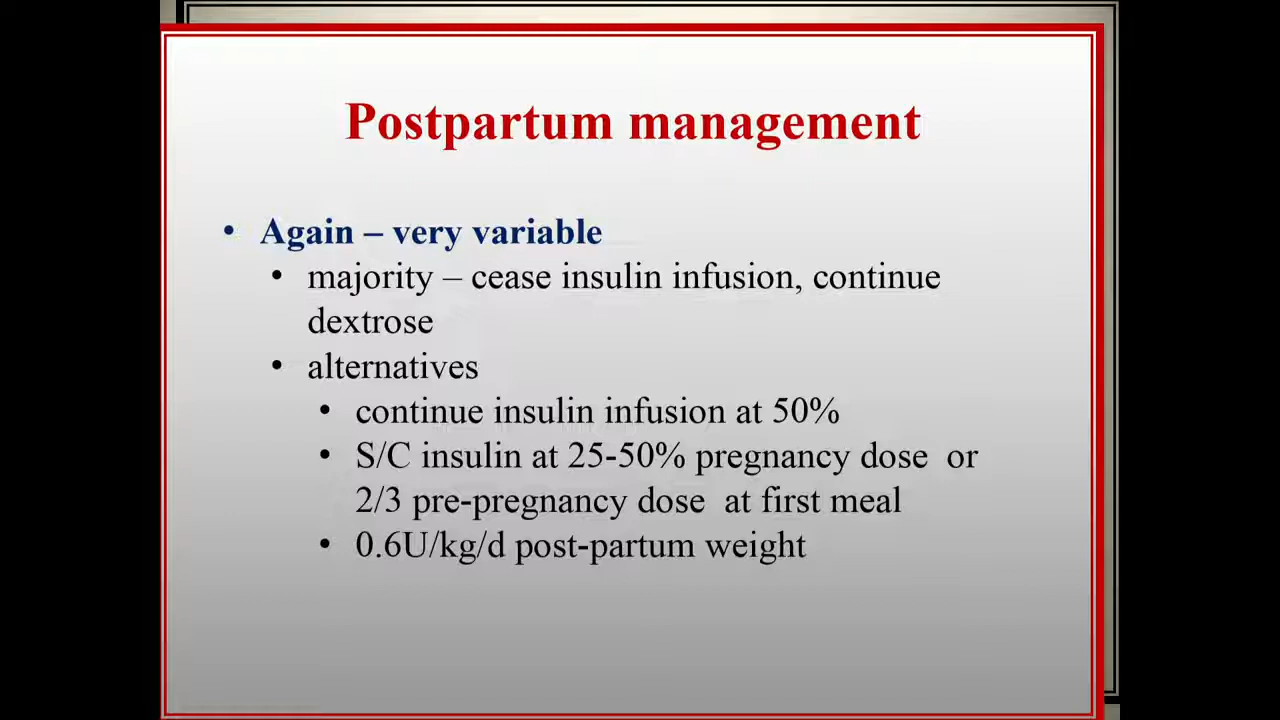 Postpartum management
• Again – very variable
• majority – cease insulin infusion, continue
dextrose
• alternatives
• continue insulin infusion at 50%
• S/C insulin at 25-50% pregnancy dose or
2/3 pre-pregnancy dose at first meal
• 0.6U/kg/d post-partum weight